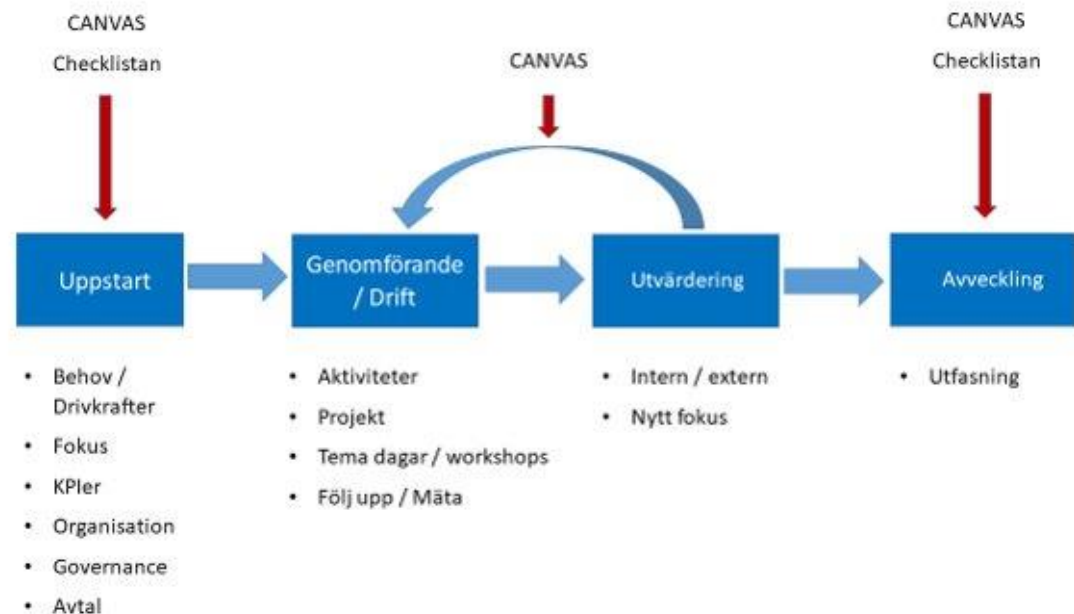 CANVAS
Checklistan
CANVAS
CANVAS
Checklistan
Uppstart
Genomförande
/ Drift
Utvärdering
Avveckling
• Behov /
Drivkrafter
• Fokus
• KPIer
• Organisation
• Governance
• Avtal
• Aktiviteter
• Projekt
• Tema dagar / workshops
• Följ upp / Mäta
• Intern / extern
• Nytt fokus
• Utfasning